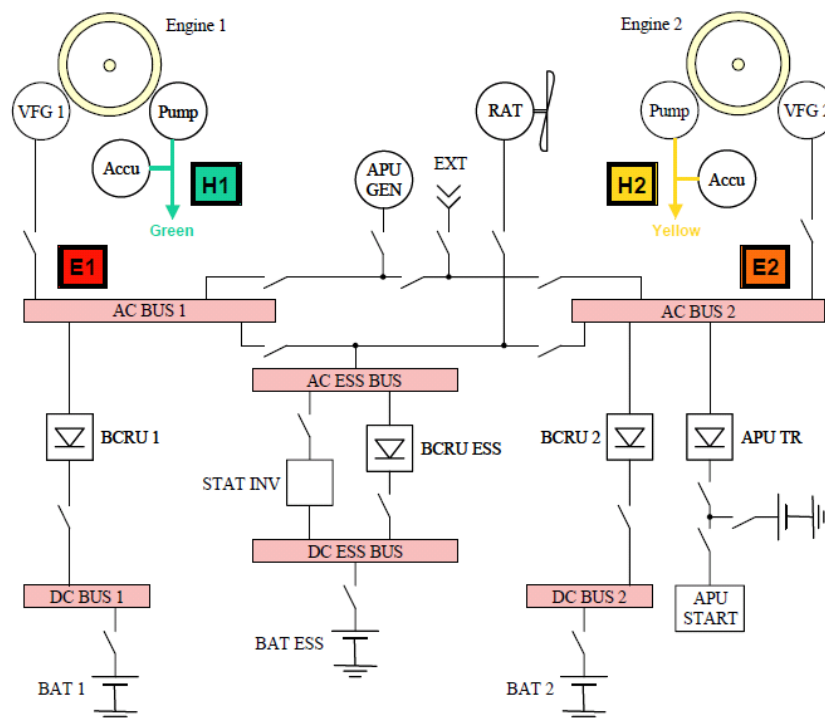 Engine 1
Engine 2
VFG 1
Pump
RAT
Pump
VFG 2
Accu
H1
APU
GEN
EXT
H2
Accu
Green
Yellow
E1
E2
AC BUS 1
AC BUS 2
AC ESS BUS
BCRU 1
BCRU ESS
BCRU 2
APU TR
STAT INV
DC ESS BUS
DC BUS 1
DC BUS 2
APU
START
BAT ESS
BAT 1
BAT 2